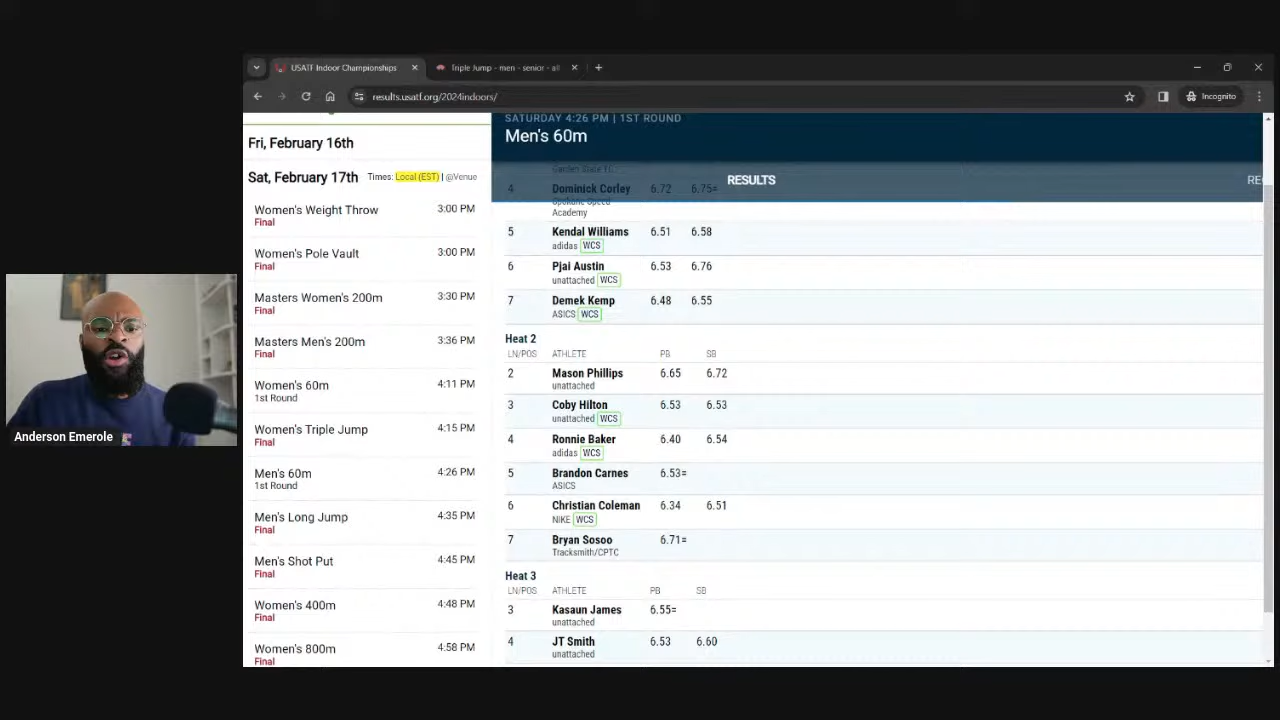 USATF Indoor Championships
Triple Jump - men - senior - all
results.usatf.org/2024indoors/
Incognito
Fri, February 16th
Sat, February 17th Times: Local (EST) | @Venue
Women's Weight Throw 3:00 PM
Final
Women's Pole Vault 3:00 PM
Final
Masters Women's 200m 3:30 PM
Final
Masters Men's 200m 3:36 PM
Final
Women's 60m 4:11 PM
1st Round
Women's Triple Jump 4:15 PM
Final
Men's 60m 4:26 PM
1st Round
Men's Long Jump 4:35 PM
Final
Men's Shot Put 4:45 PM
Final
Women's 400m 4:48 PM
Final
Women's 800m 4:58 PM
Final
SATURDAY 4:26 PM | 1ST ROUND
Men's 60m
Garden State
RESULTS
4 Dominick Corley 6.72 6.75=
Spokane Speed
Academy
5 Kendal Williams 6.51 6.58
adidas WCS
6 Pjai Austin 6.53 6.76
unattached WCS
7 Demek Kemp 6.48 6.55
ASICS WCS
Heat 2
LN/POS ATHLETE PB SB
2 Mason Phillips 6.65 6.72
unattached
3 Coby Hilton 6.53 6.53
unattached WCS
4 Ronnie Baker 6.40 6.54
adidas WCS
5 Brandon Carnes 6.53=
ASICS
6 Christian Coleman 6.34 6.51
NIKE WCS
7 Bryan Sosoo 6.71=
Tracksmith/CPTC
Heat 3
LN/POS ATHLETE PB SB
3 Kasaun James 6.55=
unattached
4 JT Smith 6.53 6.60
unattached
Anderson Emerole